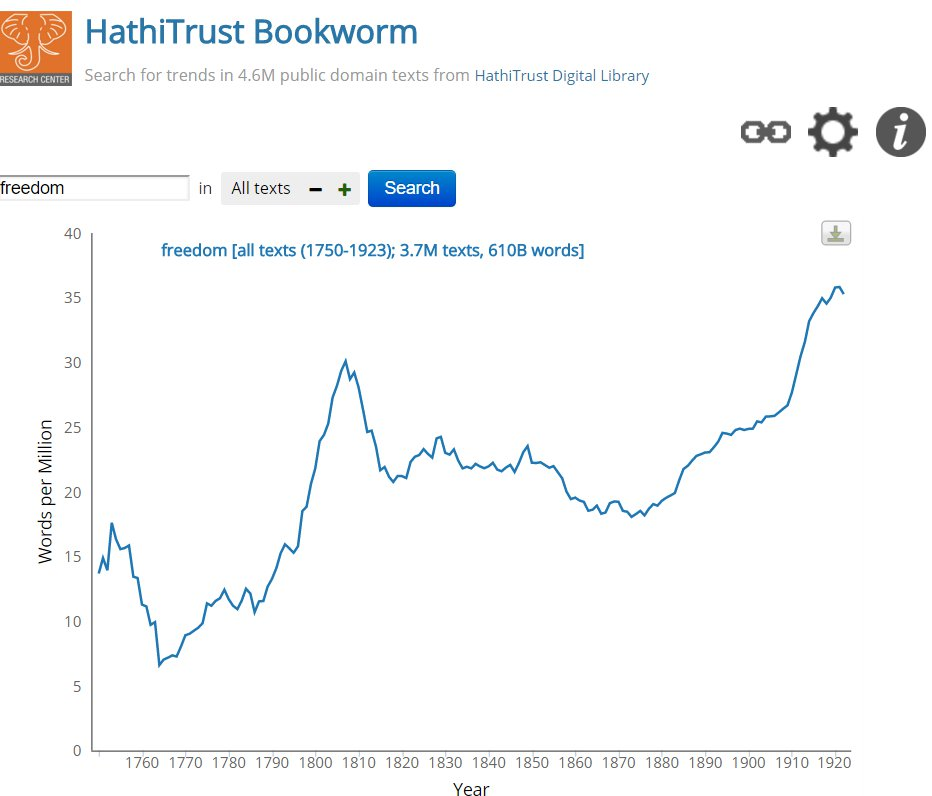 HathiTrust Bookworm
RESEARCH CENTER
Search for trends in 4.6M public domain texts from HathiTrust Digital Library
i
freedom in All texts − + Search
freedom [all texts (1750-1923); 3.7M texts, 610B words]
40
35
30
25
20
15
10
5
0
Words per Million
1760 1770 1780 1790 1800 1810 1820 1830 1840 1850 1860 1870 1880 1890 1900 1910 1920
Year